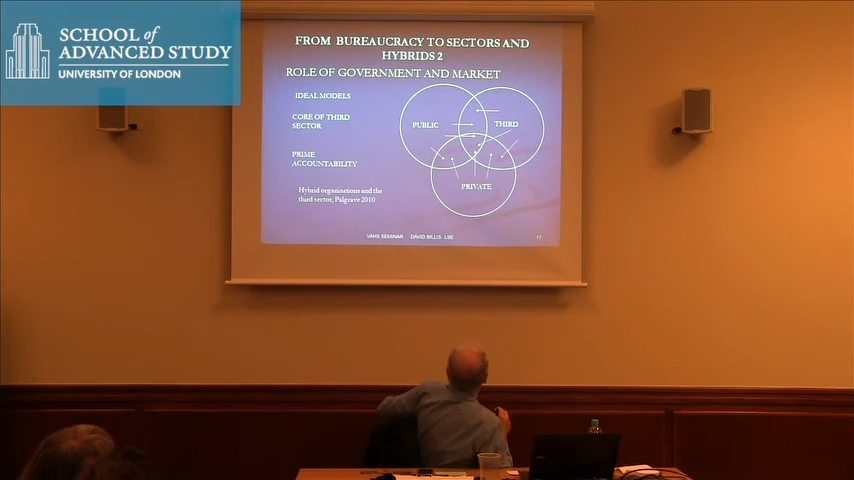 SCHOOL of
ADVANCED STUDY
UNIVERSITY OF LONDON
FROM BUREAUCRACY TO SECTORS AND
HYBRIDS 2
ROLE OF GOVERNMENT AND MARKET
IDEAL MODELS
CORE OF THIRD
SECTOR
PRIME
ACCOUNTABILITY
Hybrid organisations and the
third sector, Palgrave 2010
PUBLIC
THIRD
PRIVATE
VAHS SEMINAR DAVID BILLIS LSE
17